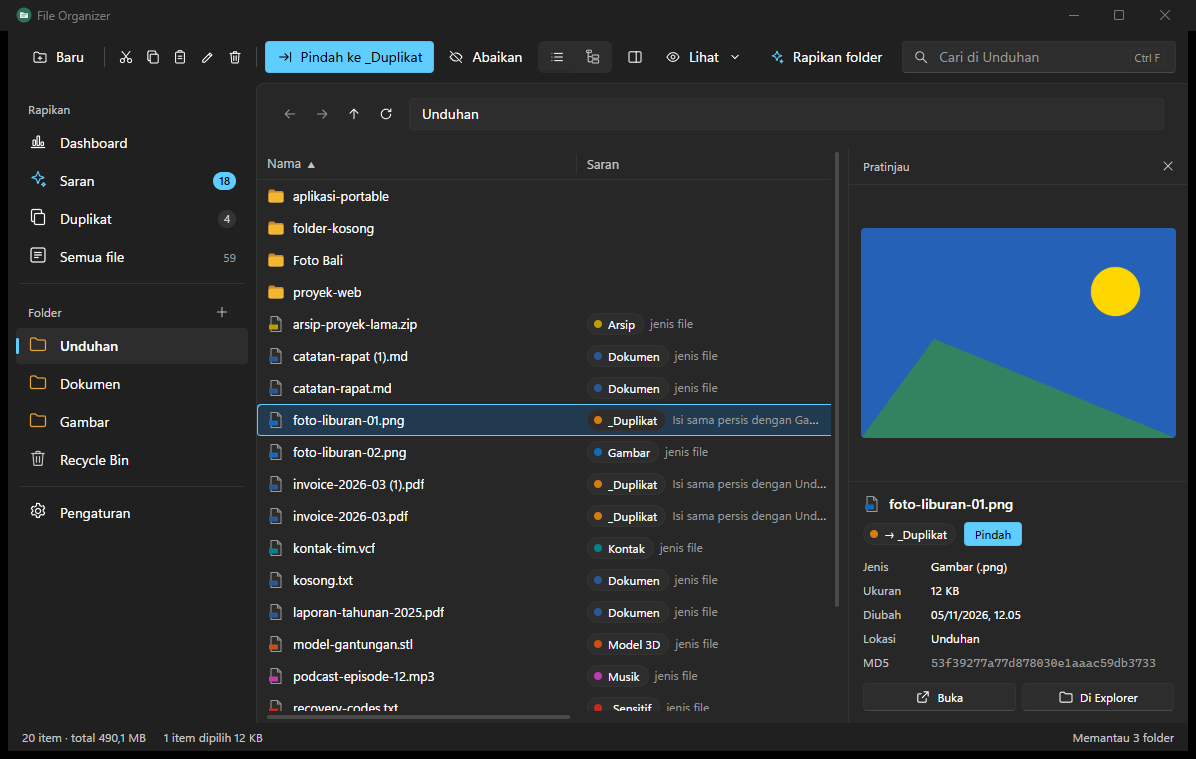 File Organizer
Baru
Pindah ke _Duplikat
Abaikan
Lihat
Rapikan folder
Cari di Unduhan
Ctrl F
Rapikan
Dashboard
Saran 18
Duplikat 4
Semua file 59
Folder
Unduhan
Dokumen
Gambar
Recycle Bin
Pengaturan
Unduhan
Nama ▲ Saran
aplikasi-portable
folder-kosong
Foto Bali
proyek-web
arsip-proyek-lama.zip Arsip jenis file
catatan-rapat (1).md Dokumen jenis file
catatan-rapat.md Dokumen jenis file
foto-liburan-01.png _Duplikat Isi sama persis dengan Ga...
foto-liburan-02.png Gambar jenis file
invoice-2026-03 (1).pdf _Duplikat Isi sama persis dengan Und...
invoice-2026-03.pdf _Duplikat Isi sama persis dengan Und...
kontak-tim.vcf Kontak jenis file
kosong.txt Dokumen jenis file
laporan-tahunan-2025.pdf Dokumen jenis file
model-gantungan.stl Model 3D jenis file
podcast-episode-12.mp3 Musik jenis file
recovery-codes.txt Sensitif jenis file
Pratinjau
foto-liburan-01.png
→ _Duplikat Pindah
Jenis Gambar (.png)
Ukuran 12 KB
Diubah 05/11/2026, 12.05
Lokasi Unduhan
MD5 53f39277a77d878030e1aaac59db3733
Buka Di Explorer
20 item · total 490,1 MB 1 item dipilih 12 KB Memantau 3 folder